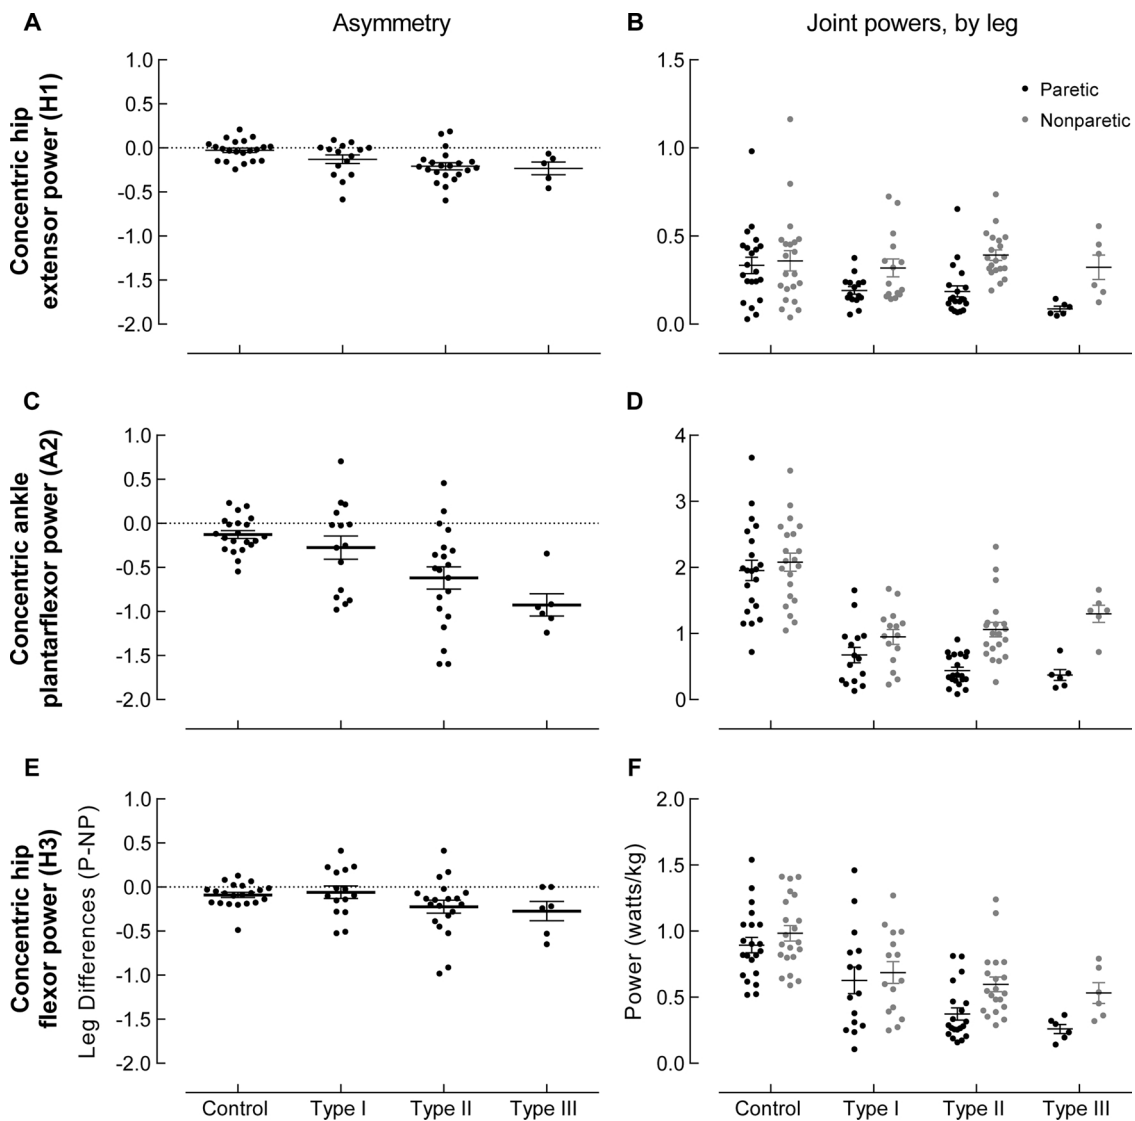 A
Asymmetry
B
Joint powers, by leg
Concentric hip
extensor power (H1)
1.0
0.5
0.0
-0.5
-1.0
-1.5
-2.0
1.5
1.0
0.5
0.0
Paretic
Nonparetic
C
D
Concentric ankle
plantarflexor power (A2)
1.0
0.5
0.0
-0.5
-1.0
-1.5
-2.0
4
3
2
1
0
E
F
Concentric hip
flexor power (H3)
Leg Differences (P-NP)
1.0
0.5
0.0
-0.5
-1.0
-1.5
-2.0
Power (watts/kg)
2.0
1.5
1.0
0.5
0.0
Control Type I Type II Type III
Control Type I Type II Type III